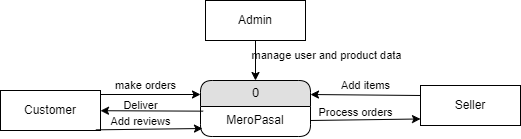 Admin
manage user and product data
make orders
0
Add items
Customer
Deliver
MeroPasal
Process orders
Seller
Add reviews